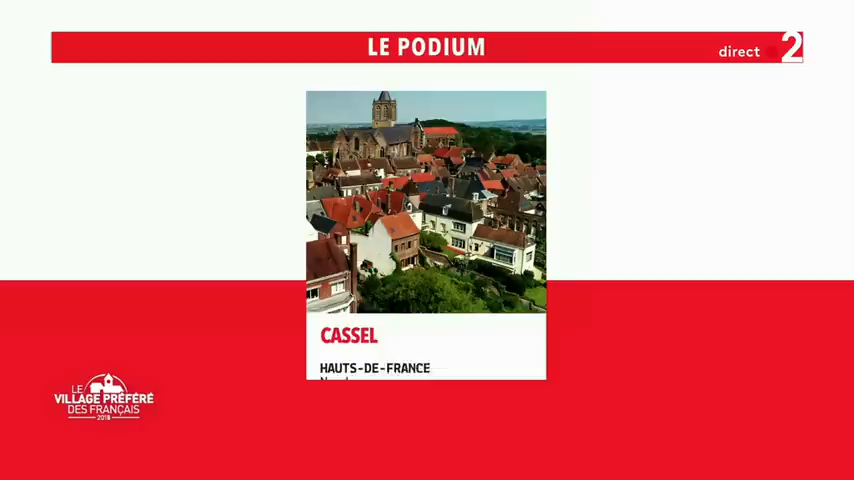 LE PODIUM
direct
2
CASSEL
HAUTS-DE-FRANCE
LE
VILLAGE PRÉFÉRÉ
DES FRANÇAIS
2018